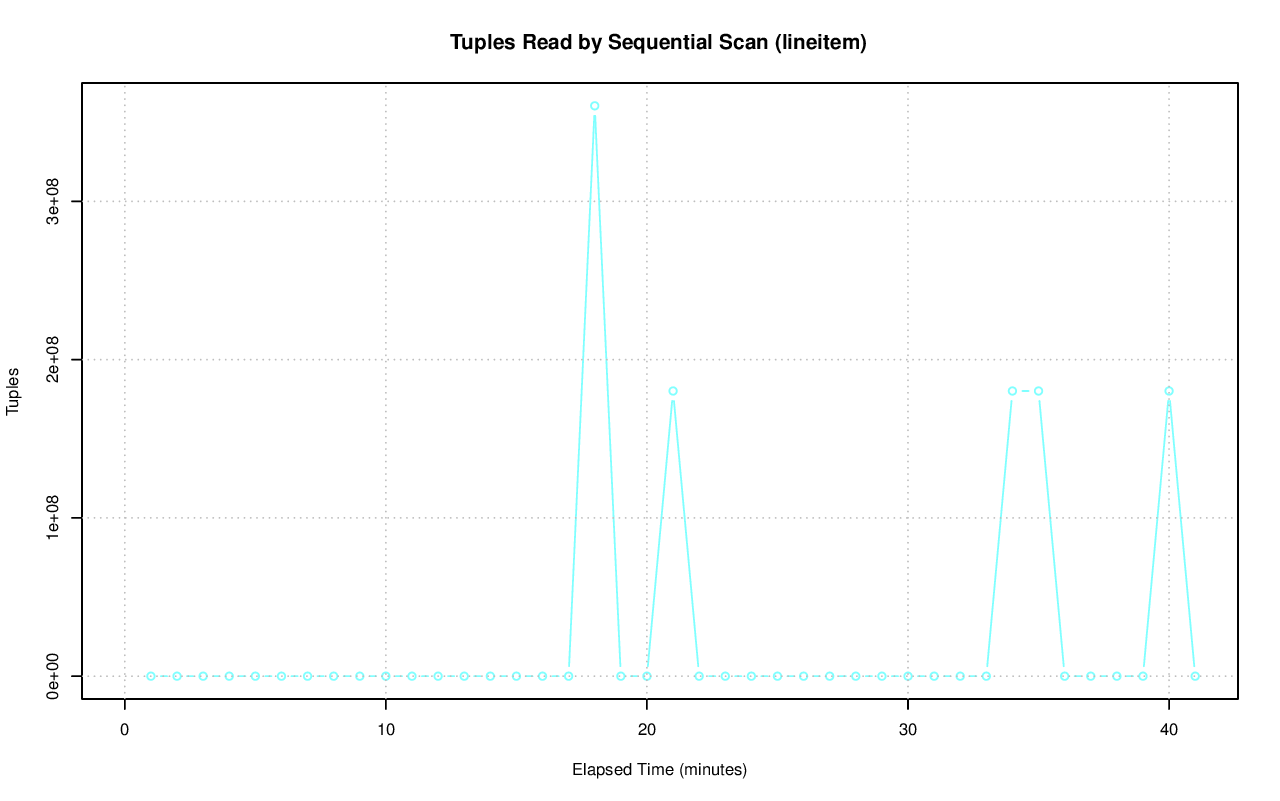 Tuples Read by Sequential Scan (lineitem)
3e+08
2e+08
1e+08
0e+00
Tuples
0 10 20 30 40
Elapsed Time (minutes)